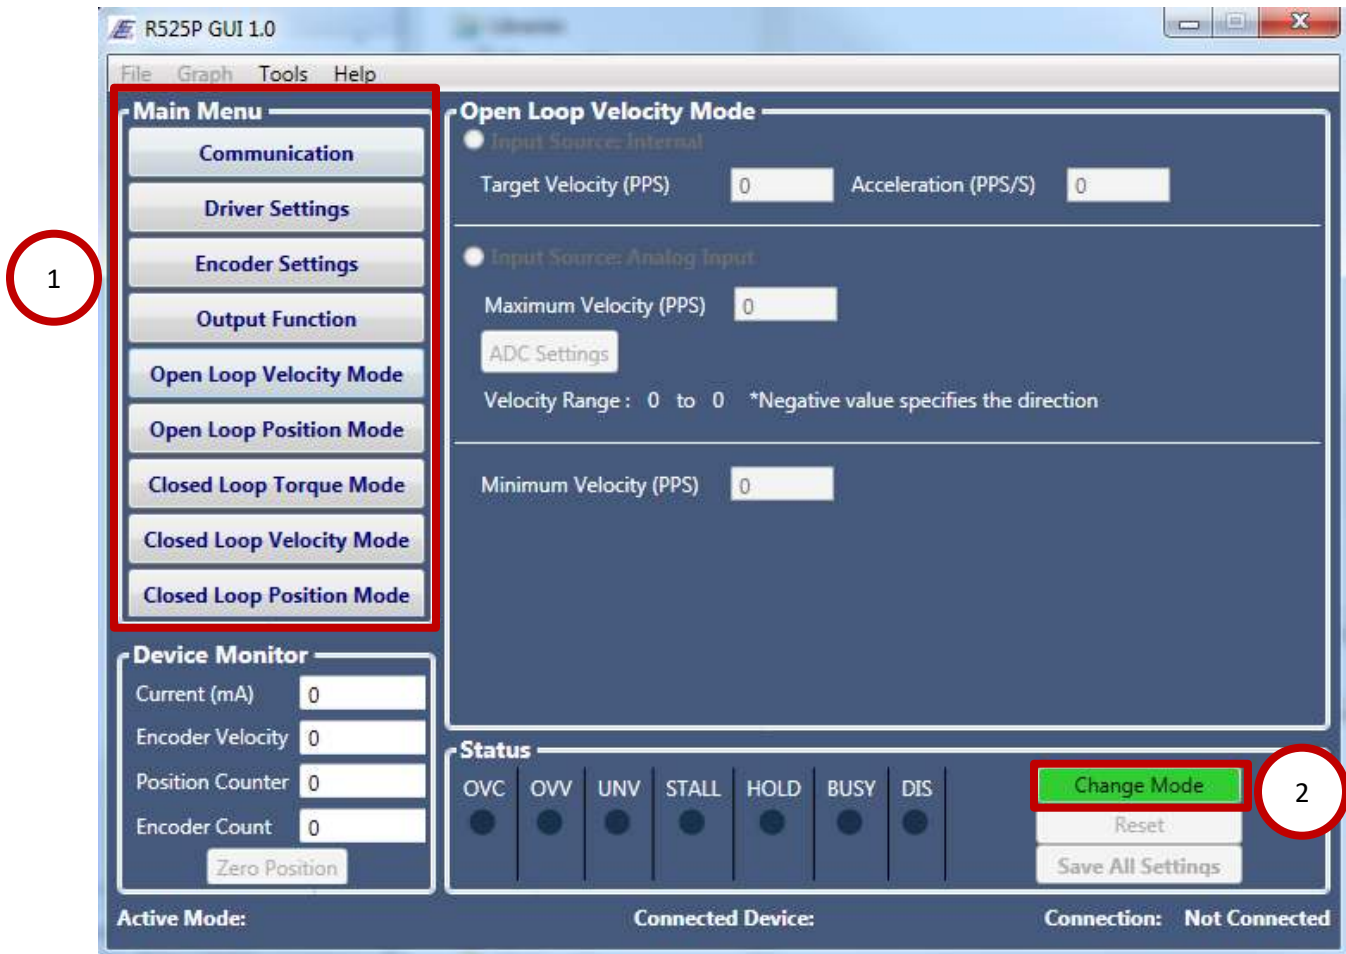 R525P GUI 1.0
File Graph Tools Help
Main Menu
Communication
Driver Settings
Encoder Settings
Output Function
Open Loop Velocity Mode
Open Loop Position Mode
Closed Loop Torque Mode
Closed Loop Velocity Mode
Closed Loop Position Mode
1
Device Monitor
Current (mA) 0
Encoder Velocity 0
Position Counter 0
Encoder Count 0
Zero Position
Open Loop Velocity Mode
Input Source: Internal
Target Velocity (PPS) 0 Acceleration (PPS/S) 0
Input Source: Analog Input
Maximum Velocity (PPS) 0
ADC Settings
Velocity Range : 0 to 0 *Negative value specifies the direction
Minimum Velocity (PPS) 0
Status
OVC OVV UNV STALL HOLD BUSY DIS
Change Mode
2
Reset
Save All Settings
Active Mode: Connected Device: Connection: Not Connected